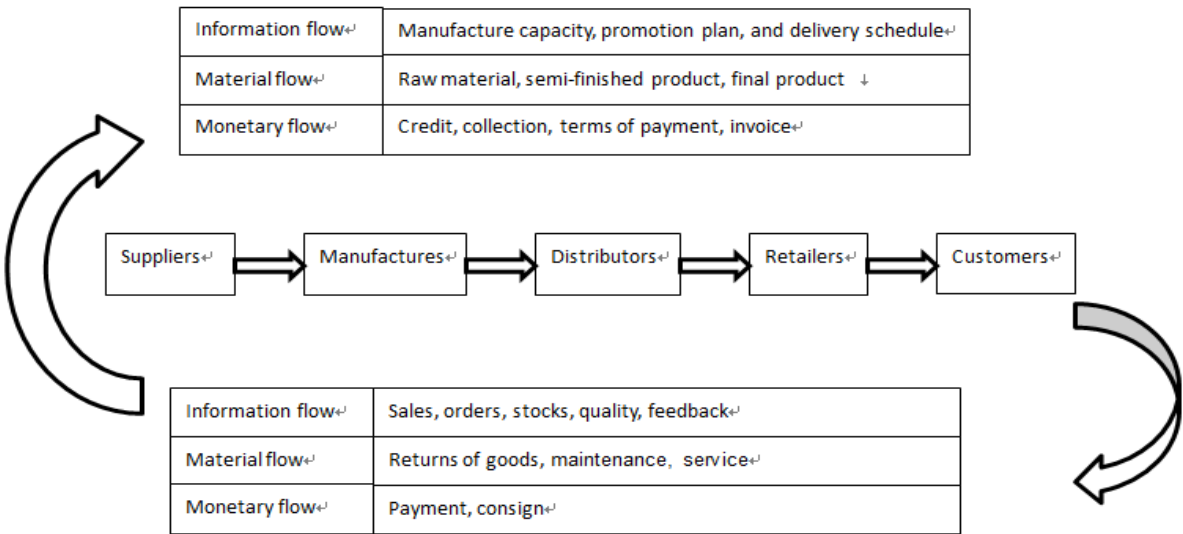 Information flow Manufacture capacity, promotion plan, and delivery schedule
Material flow Raw material, semi-finished product, final product ↓
Monetary flow Credit, collection, terms of payment, invoice
Suppliers Manufactures Distributors Retailers Customers
Information flow Sales, orders, stocks, quality, feedback
Material flow Returns of goods, maintenance, service
Monetary flow Payment, consign